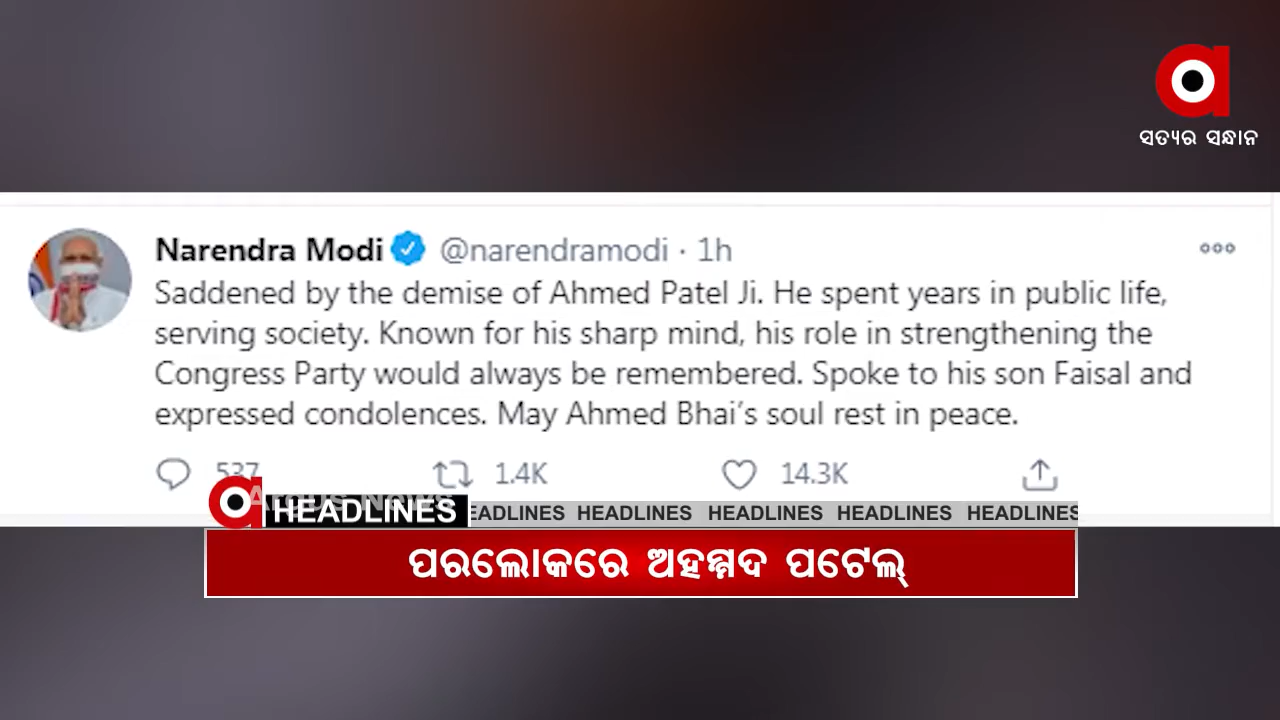 ସତ୍ୟର ସନ୍ଧାନ
Narendra Modi @narendramodi · 1h
Saddened by the demise of Ahmed Patel Ji. He spent years in public life,
serving society. Known for his sharp mind, his role in strengthening the
Congress Party would always be remembered. Spoke to his son Faisal and
expressed condolences. May Ahmed Bhai's soul rest in peace.
537 1.4K 14.3K
Argus News
HEADLINES EADLINES HEADLINES HEADLINES HEADLINES HEADLINES
ପରଲୋକରେ ଅହମ୍ମଦ ପଟେଲ୍